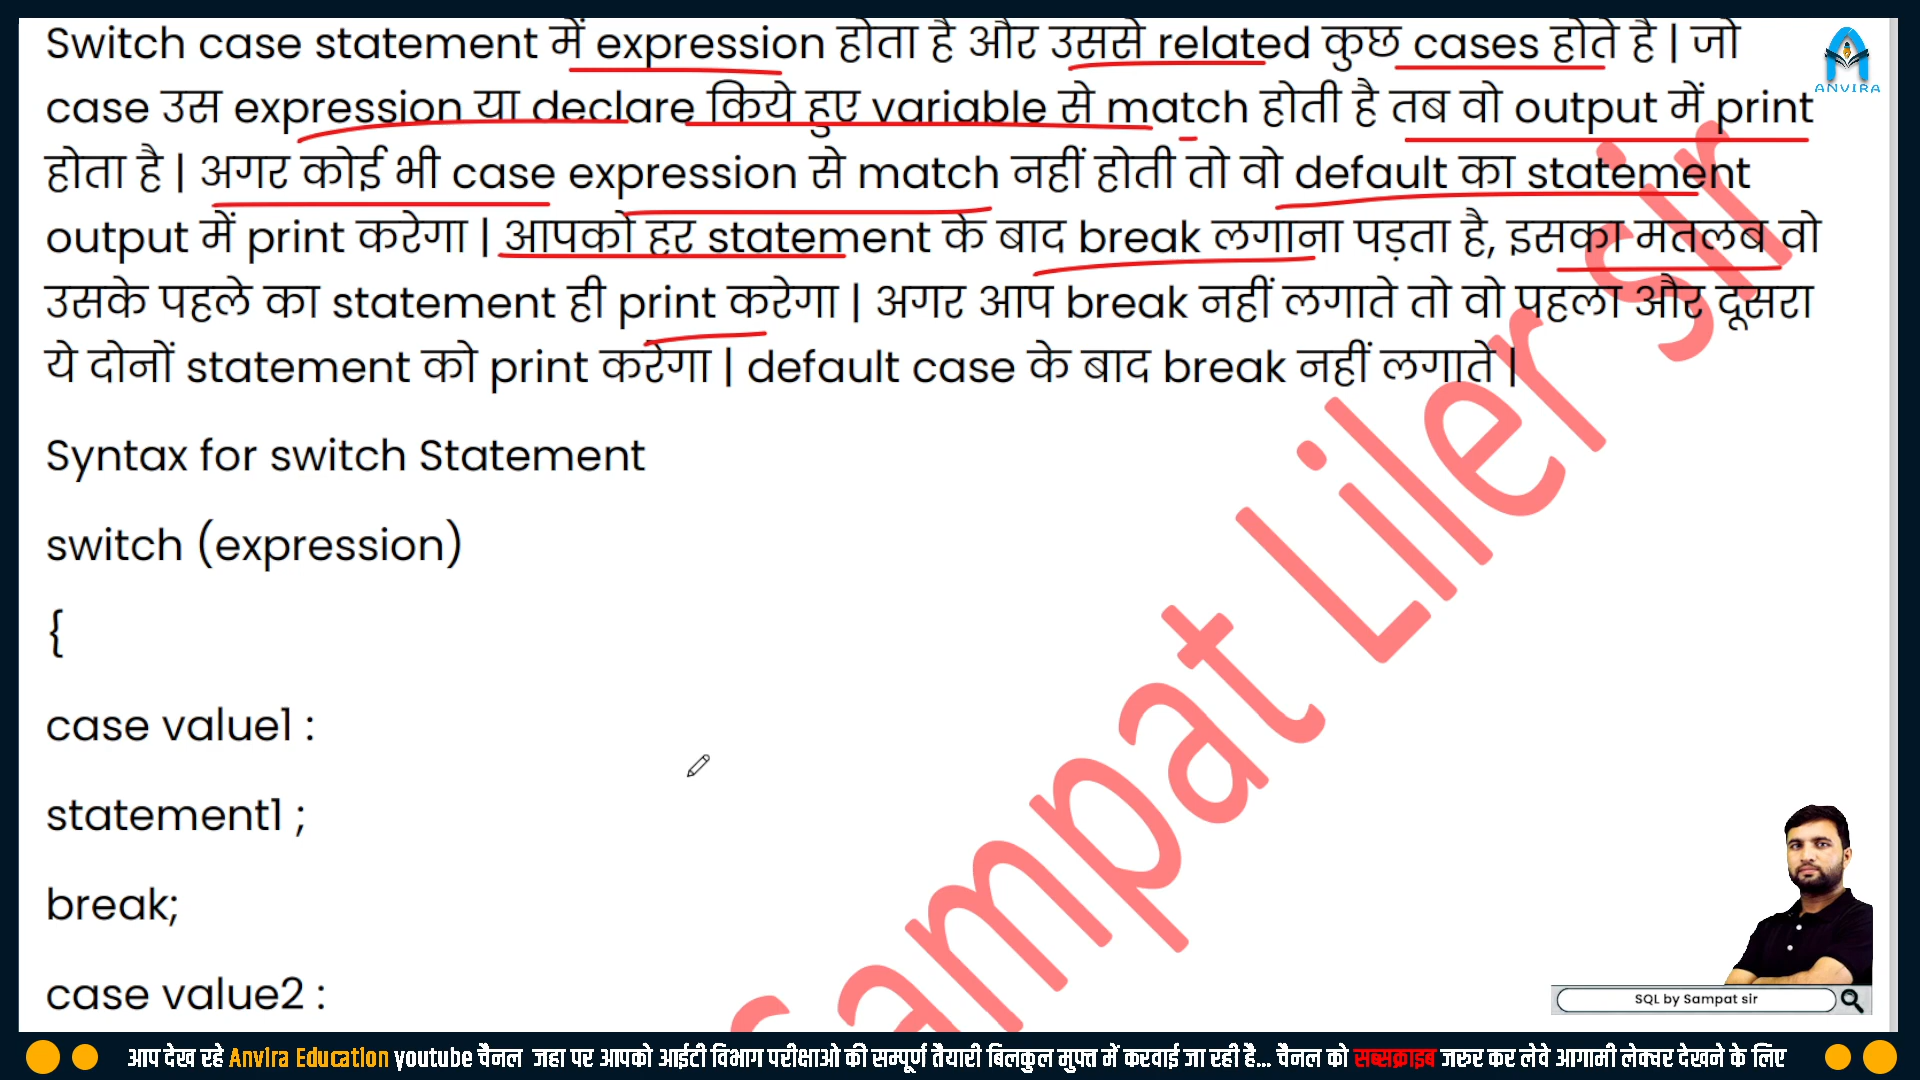 Switch case statement में expression होता है और उससे related कुछ cases होते है | जो
case उस expression या declare किये हुए variable से match होती है तब वो output में print
होता है | अगर कोई भी case expression से match नहीं होती तो वो default का statement
output में print करेगा | आपको हर statement के बाद break लगाना पड़ता है, इसका मतलब वो
उसके पहले का statement ही print करेगा | अगर आप break नहीं लगाते तो वो पहला और दूसरा
ये दोनों statement को print करेगा | default case के बाद break नहीं लगाते |
ANVIRA
Syntax for switch Statement
switch (expression)
{
case value1 :
statement1 ;
break;
case value2 :
Sampat Liler sir
SQL by Sampat sir
आप देख रहे Anvira Education youtube चैनल जहा पर आपको आईटी विभाग परीक्षाओ की सम्पूर्ण तैयारी बिलकुल मुफ्त में करवाई जा रही है... चैनल को सब्सक्राइब जरुर कर लेवे आगामी लेक्चर देखने के लिए